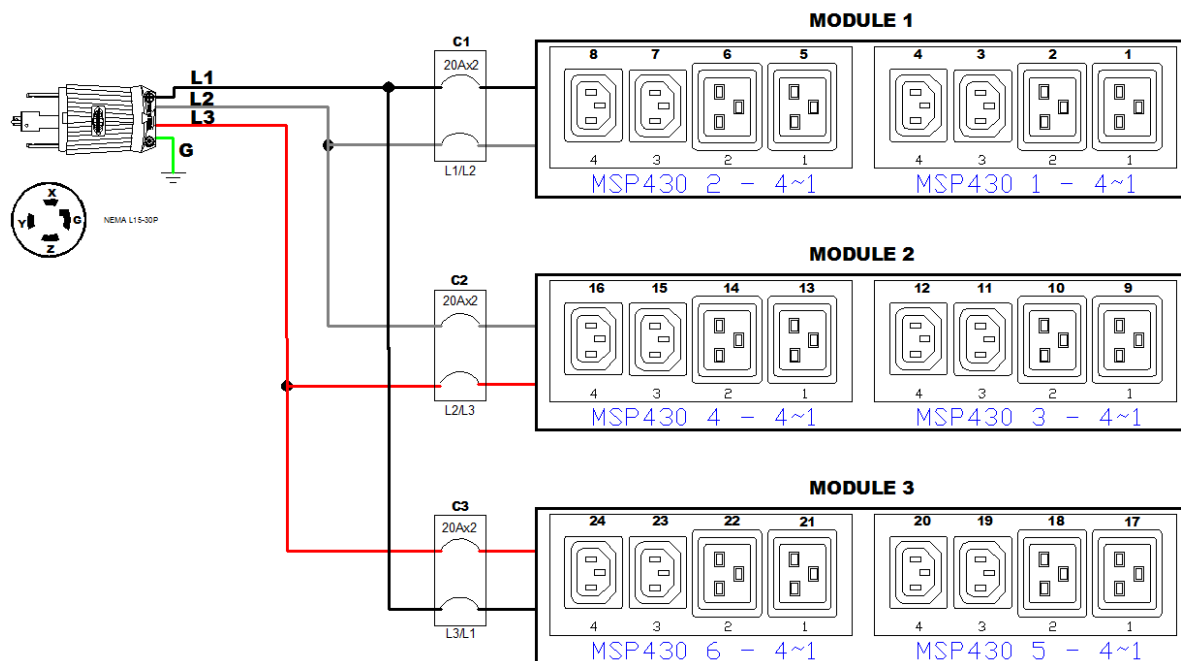 MODULE 1
C1
20Ax2
L1/L2
8 7 6 5 4 3 2 1
4 3 2 1 4 3 2 1
MSP430 2 - 4~1 MSP430 1 - 4~1
L1
L2
L3
G
X
Y
G
Z
NEMA L15-30P
MODULE 2
C2
20Ax2
L2/L3
16 15 14 13 12 11 10 9
4 3 2 1 4 3 2 1
MSP430 4 - 4~1 MSP430 3 - 4~1
MODULE 3
C3
20Ax2
L3/L1
24 23 22 21 20 19 18 17
4 3 2 1 4 3 2 1
MSP430 6 - 4~1 MSP430 5 - 4~1